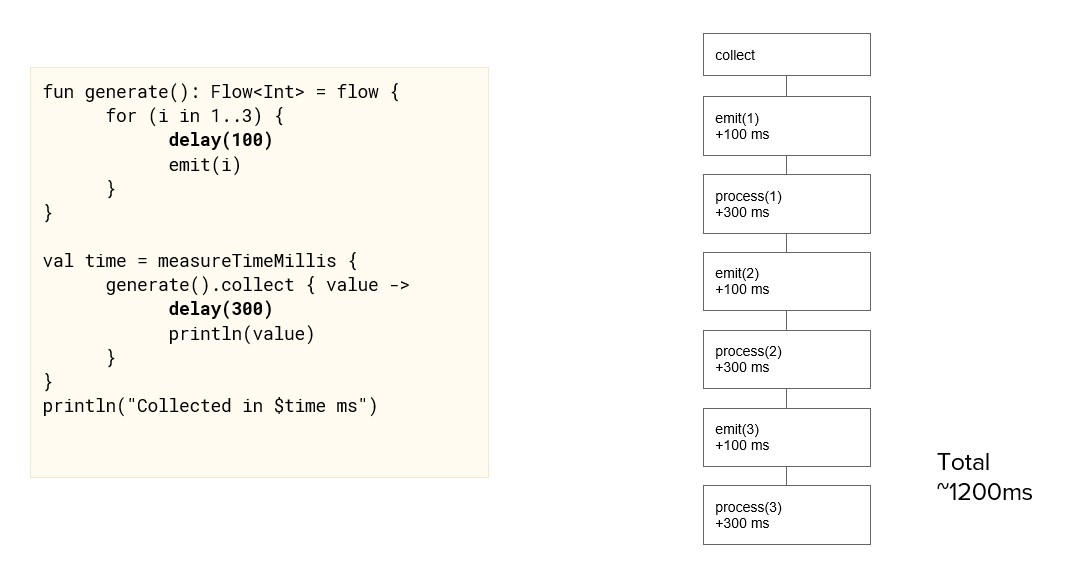 fun generate(): Flow<Int> = flow {
for (i in 1..3) {
delay(100)
emit(i)
}
}
val time = measureTimeMillis {
generate().collect { value ->
delay(300)
println(value)
}
}
println("Collected in $time ms")
collect
emit(1)
+100 ms
process(1)
+300 ms
emit(2)
+100 ms
process(2)
+300 ms
emit(3)
+100 ms
process(3)
+300 ms
Total
~1200ms